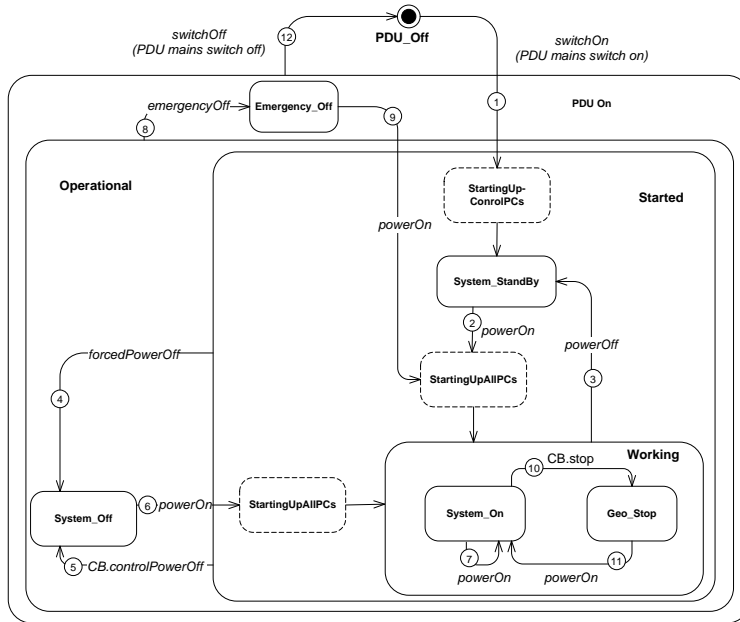 switchOff
(PDU mains switch off)
12
PDU_Off
switchOn
(PDU mains switch on)
1
PDU On
emergencyOff
8
Emergency_Off
9
Operational
Started
StartingUp-
ConrolPCs
powerOn
System_StandBy
2
powerOn
powerOff
3
forcedPowerOff
4
StartingUpAllPCs
Working
10
CB.stop
System_Off
6
powerOn
StartingUpAllPCs
System_On
Geo_Stop
5
CB.controlPowerOff
7
powerOn
11
powerOn